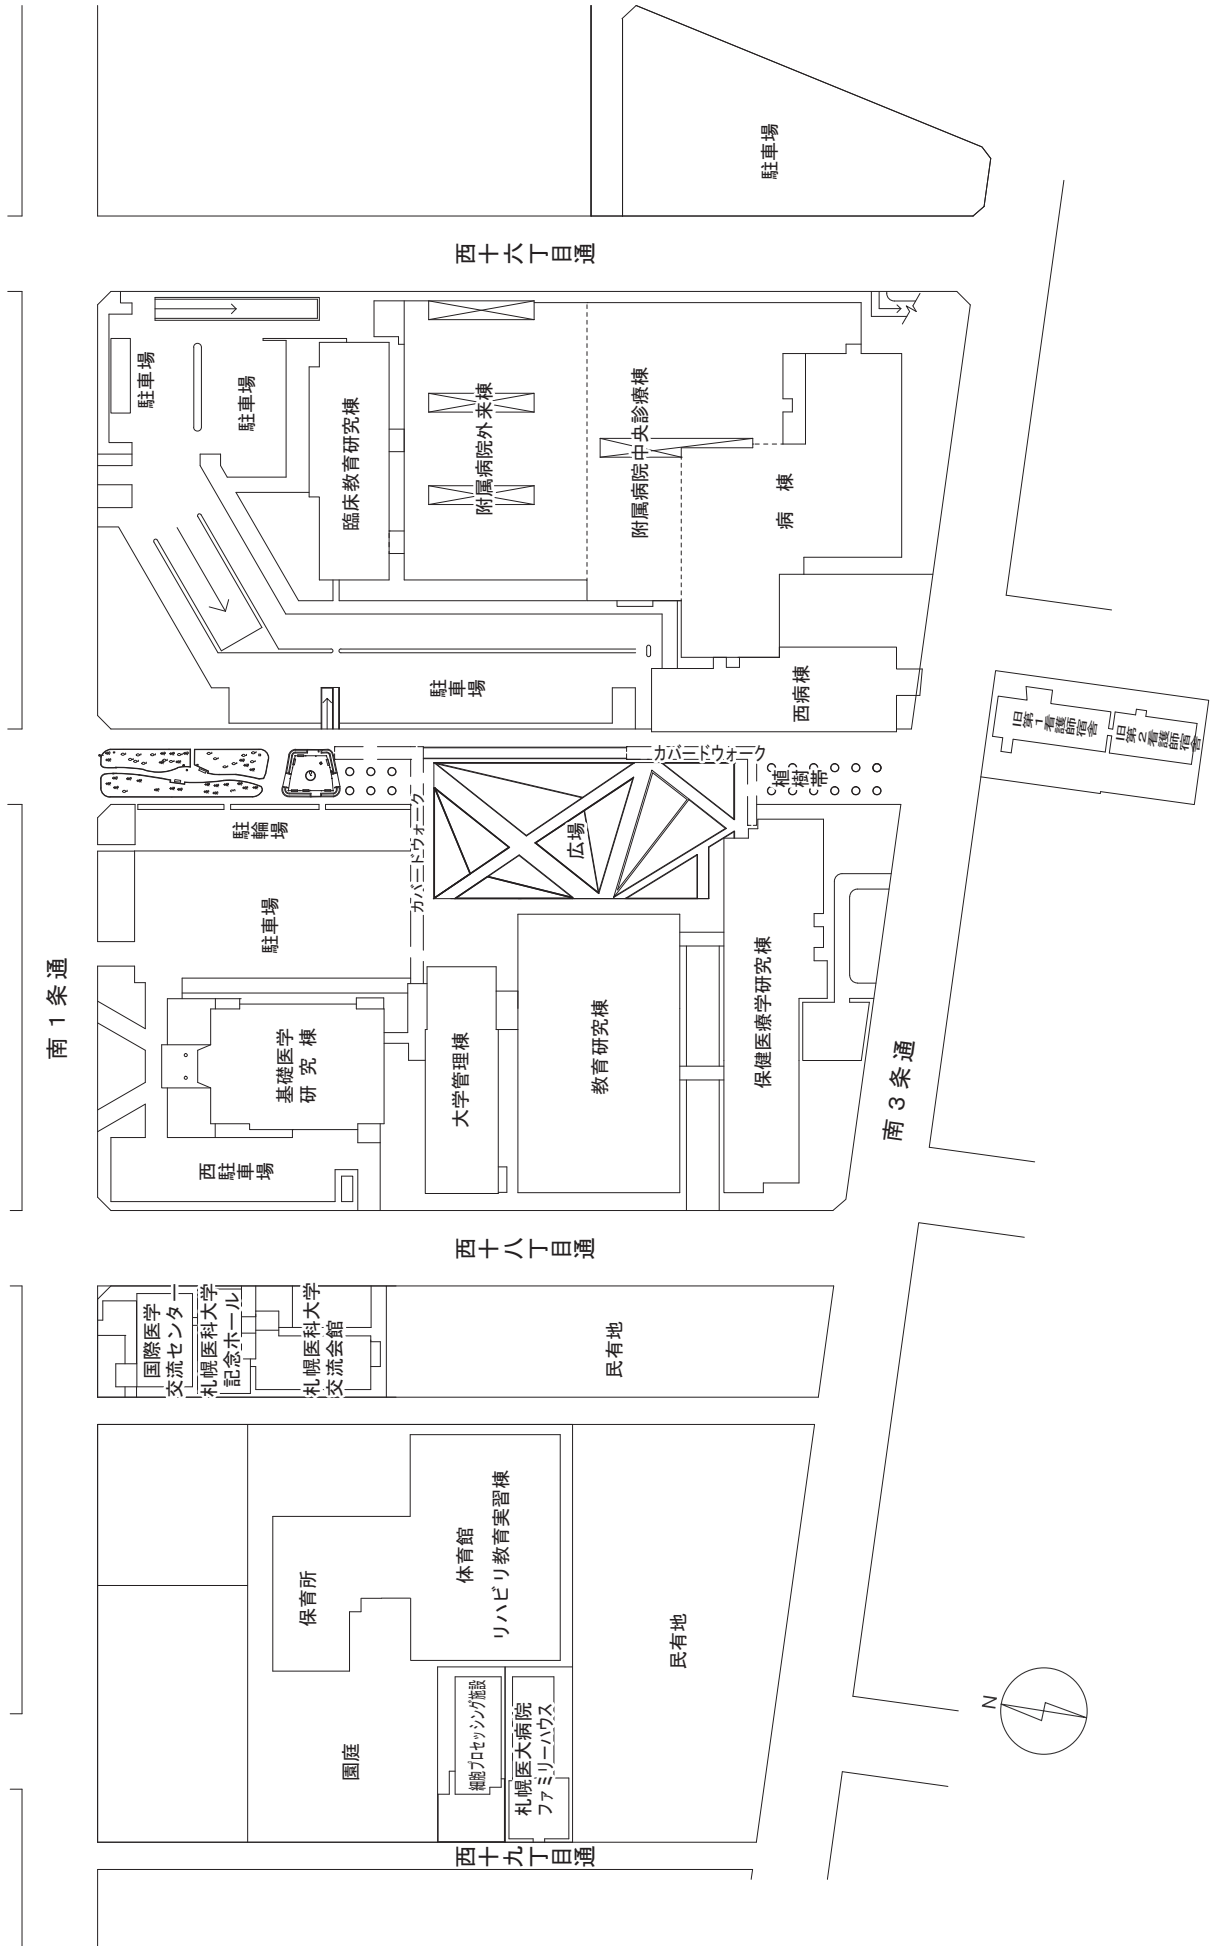 南１条通
西十九丁目通
園庭
保育所
体育館
リハビリ教育実習棟
細胞プロセッシング施設
札幌医大病院
ファミリーハウス
民有地
国際医学
交流センター
札幌医科大学
記念ホール
札幌医科大学
交流会館
民有地
西十八丁目通
西
駐車場
基礎医学
研究棟
駐車場
駐輪場
大学管理棟
教育研究棟
保健医療学研究棟
カバードウォーク
広場
カバードウォーク
植樹帯
南３条通
駐車場
駐車場
駐車場
臨床教育研究棟
附属病院外来棟
附属病院中央診療棟
病棟
西病棟
旧第１看護師宿舎
旧第２看護師宿舎
西十六丁目通
駐車場
N